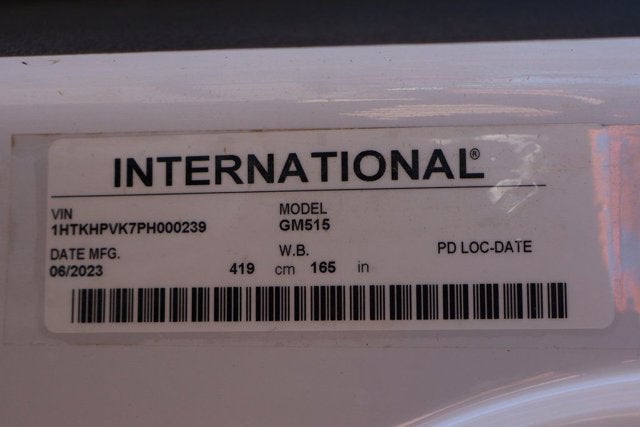 INTERNATIONAL®
VIN MODEL
1HTKHPVK7PH000239 GM515
DATE MFG. W.B. PD LOC-DATE
06/2023 419 cm 165 in